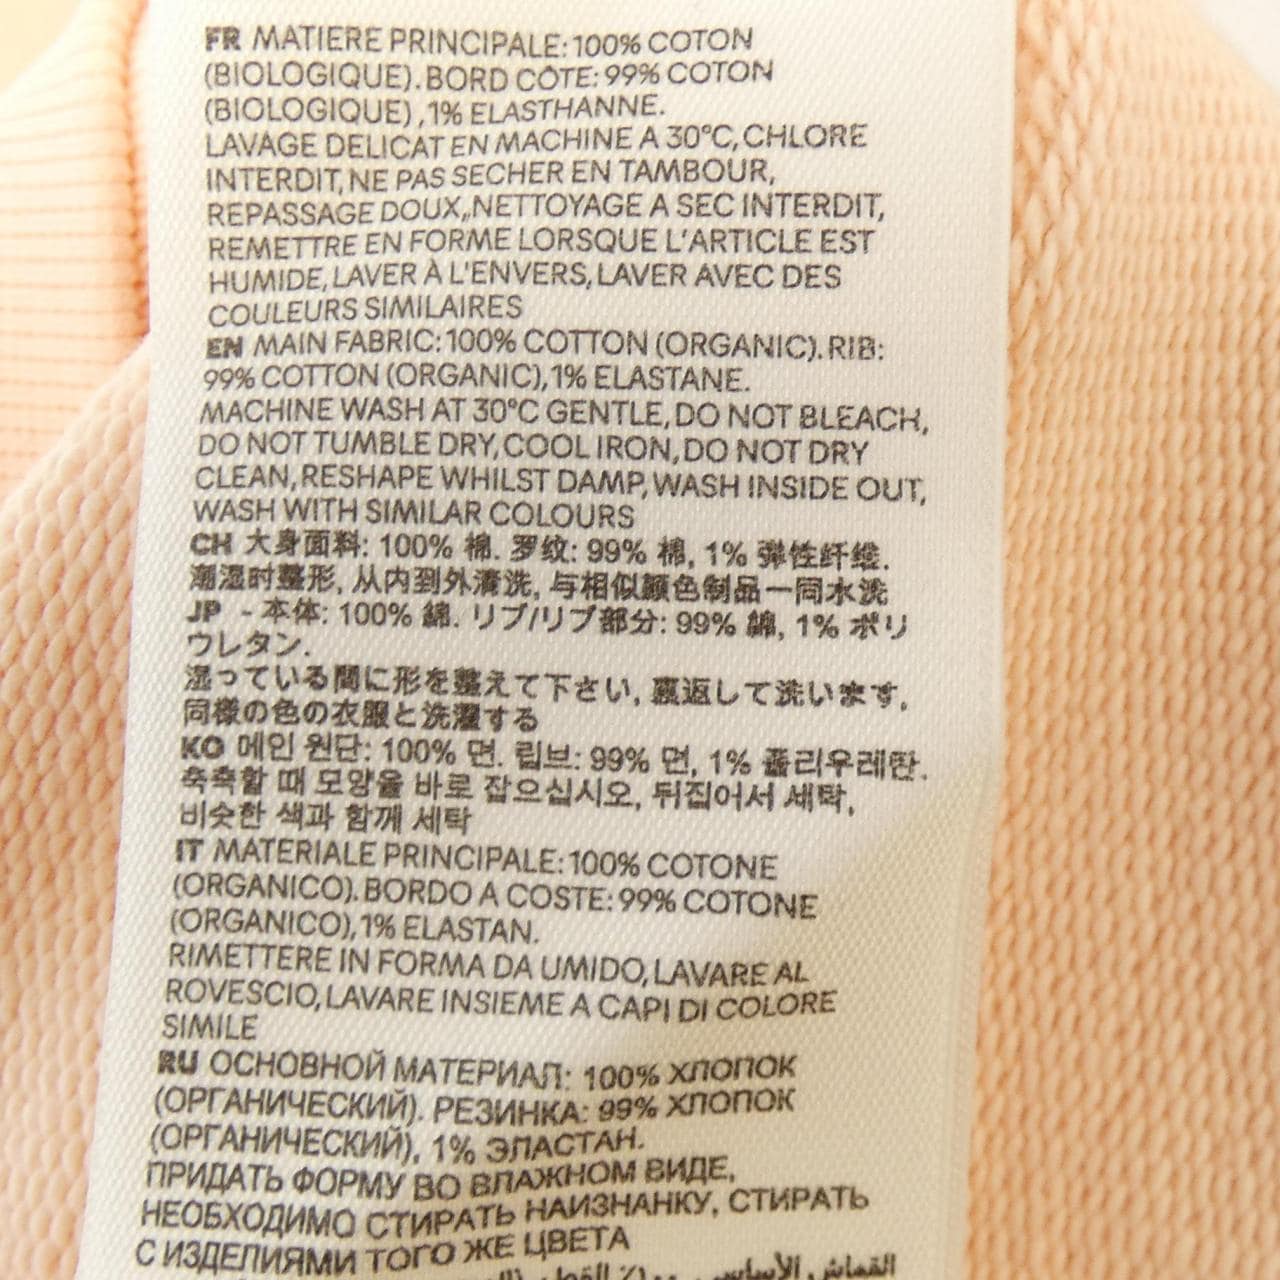 FR MATIERE PRINCIPALE: 100% COTON
(BIOLOGIQUE). BORD CÔTE: 99% COTON
(BIOLOGIQUE) ,1% ELASTHANNE.
LAVAGE DELICAT EN MACHINE A 30°C, CHLORE
INTERDIT, NE PAS SECHER EN TAMBOUR,
REPASSAGE DOUX,,NETTOYAGE A SEC INTERDIT,
REMETTRE EN FORME LORSQUE L'ARTICLE EST
HUMIDE, LAVER À L'ENVERS, LAVER AVEC DES
COULEURS SIMILAIRES
EN MAIN FABRIC: 100% COTTON (ORGANIC). RIB:
99% COTTON (ORGANIC), 1% ELASTANE.
MACHINE WASH AT 30°C GENTLE, DO NOT BLEACH,
DO NOT TUMBLE DRY, COOL IRON, DO NOT DRY
CLEAN, RESHAPE WHILST DAMP, WASH INSIDE OUT,
WASH WITH SIMILAR COLOURS
CH 大身面料: 100% 棉. 罗纹: 99% 棉, 1% 弹性纤维.
潮湿时整形, 从内到外清洗, 与相似颜色制品一同水洗
JP - 本体: 100% 綿. リブ/リブ部分: 99% 綿, 1% ポリ
ウレタン.
湿っている間に形を整えて下さい, 裏返して洗います,
同様の色の衣服と洗濯する
KO 메인 원단: 100% 면. 립브: 99% 면, 1% 폴리우레탄.
축축할 때 모양을 바로 잡으십시오, 뒤집어서 세탁,
비슷한 색과 함께 세탁
IT MATERIALE PRINCIPALE: 100% COTONE
(ORGANICO). BORDO A COSTE: 99% COTONE
(ORGANICO), 1% ELASTAN.
RIMETTERE IN FORMA DA UMIDO, LAVARE AL
ROVESCIO, LAVARE INSIEME A CAPI DI COLORE
SIMILE
RU ОСНОВНОЙ МАТЕРИАЛ: 100% ХЛОПОК
(ОРГАНИЧЕСКИЙ). РЕЗИНКА: 99% ХЛОПОК
(ОРГАНИЧЕСКИЙ), 1% ЭЛАСТАН.
ПРИДАТЬ ФОРМУ ВО ВЛАЖНОМ ВИДЕ,
НЕОБХОДИМО СТИРАТЬ НАИЗНАНКУ, СТИРАТЬ
С ИЗДЕЛИЯМИ ТОГО ЖЕ ЦВЕТА
القماش الأساسي